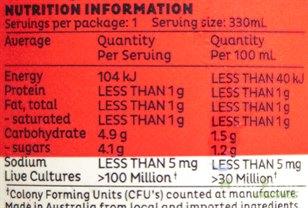 NUTRITION INFORMATION
Servings per package: 1 Serving size: 330mL
Average Quantity Quantity
Per Serving Per 100 mL
Energy 104 kJ LESS THAN 40 kJ
Protein LESS THAN 1 g LESS THAN 1 g
Fat, total LESS THAN 1 g LESS THAN 1 g
- saturated LESS THAN 1 g LESS THAN 1 g
Carbohydrate 4.9 g 1.5 g
- sugars 4.1 g 1.2 g
Sodium LESS THAN 5 mg LESS THAN 5 mg
Live Cultures >100 Million† >30 Million†
†Colony Forming Units (CFU's) counted at manufacture.
Made in Australia from local and imported ingredients